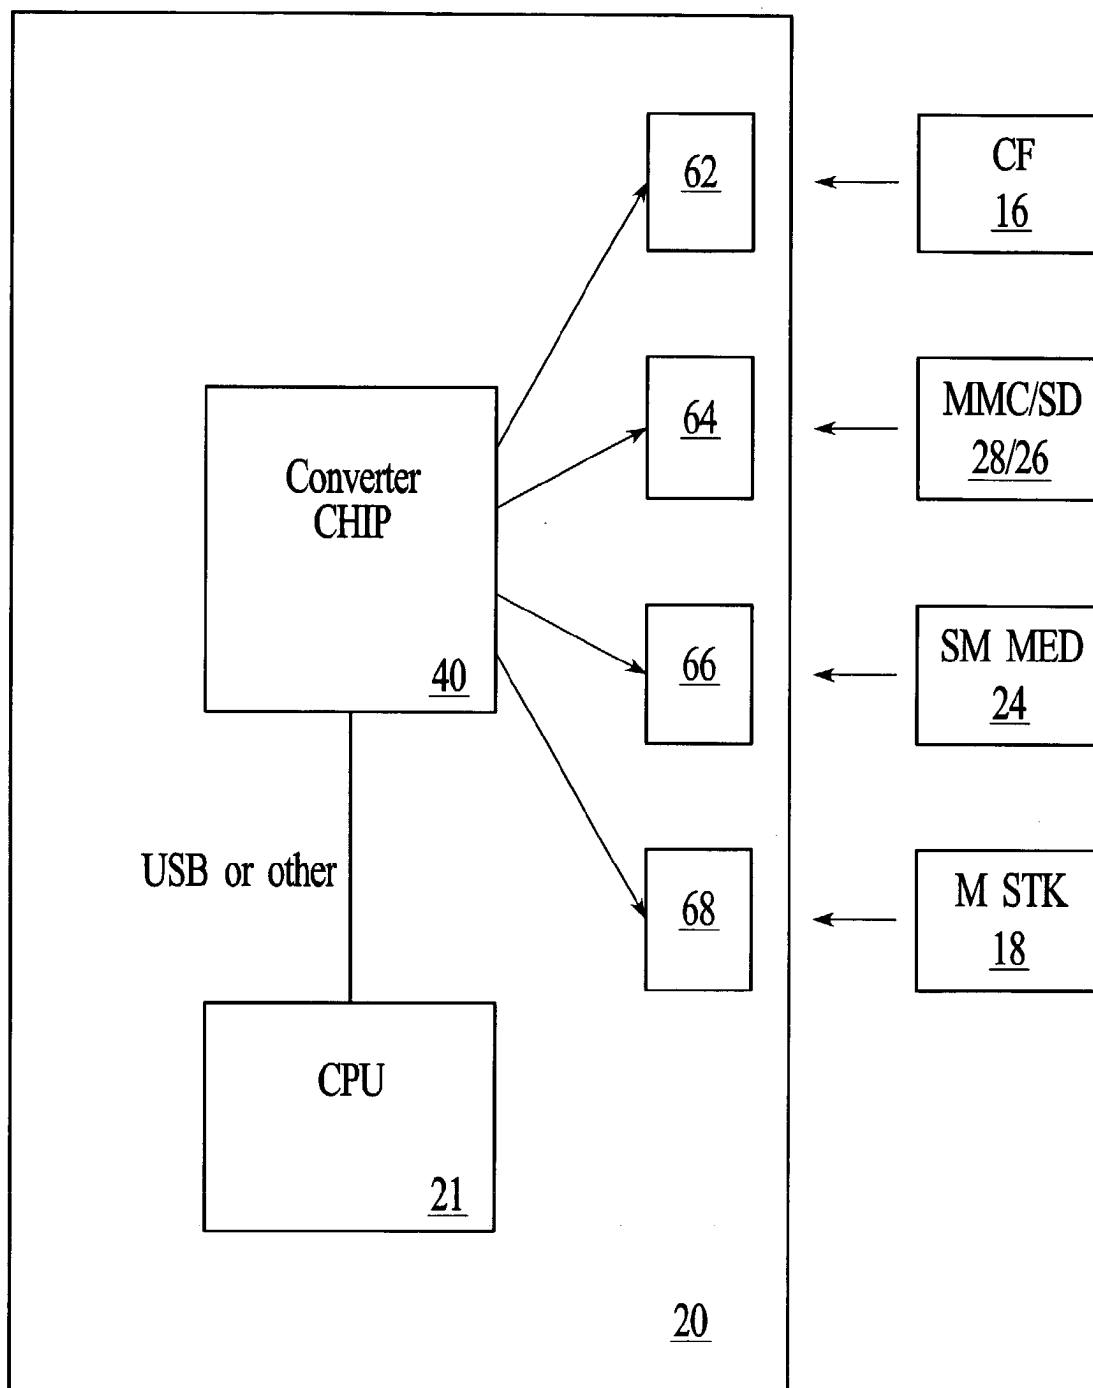 62
CF
16
64
MMC/SD
28/26
Converter
CHIP
40
66
SM MED
24
USB or other
68
M STK
18
CPU
21
20